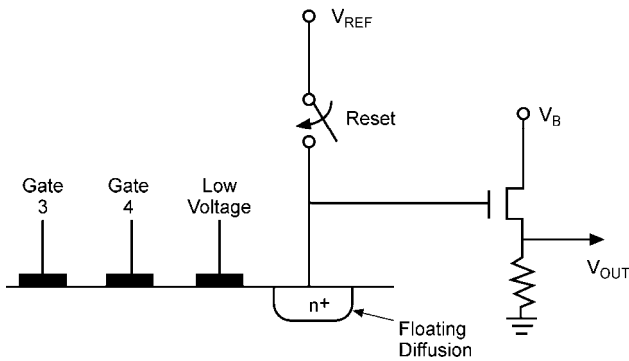 VREF
Reset
VB
Gate
3
Gate
4
Low
Voltage
VOUT
n+
Floating
Diffusion